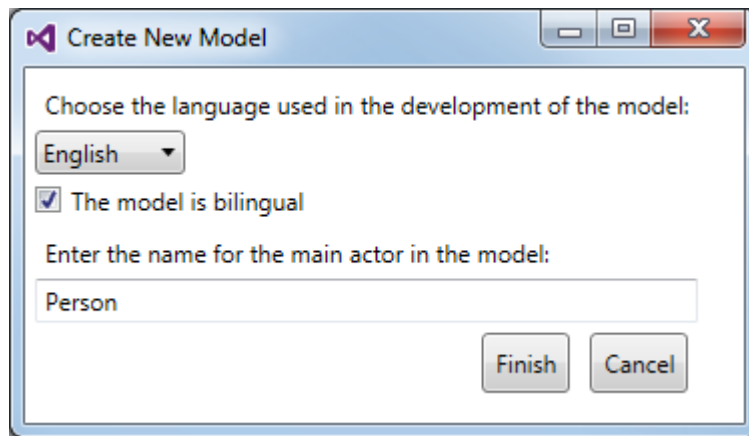 Create New Model
Choose the language used in the development of the model:
English
The model is bilingual
Enter the name for the main actor in the model:
Person
Finish Cancel